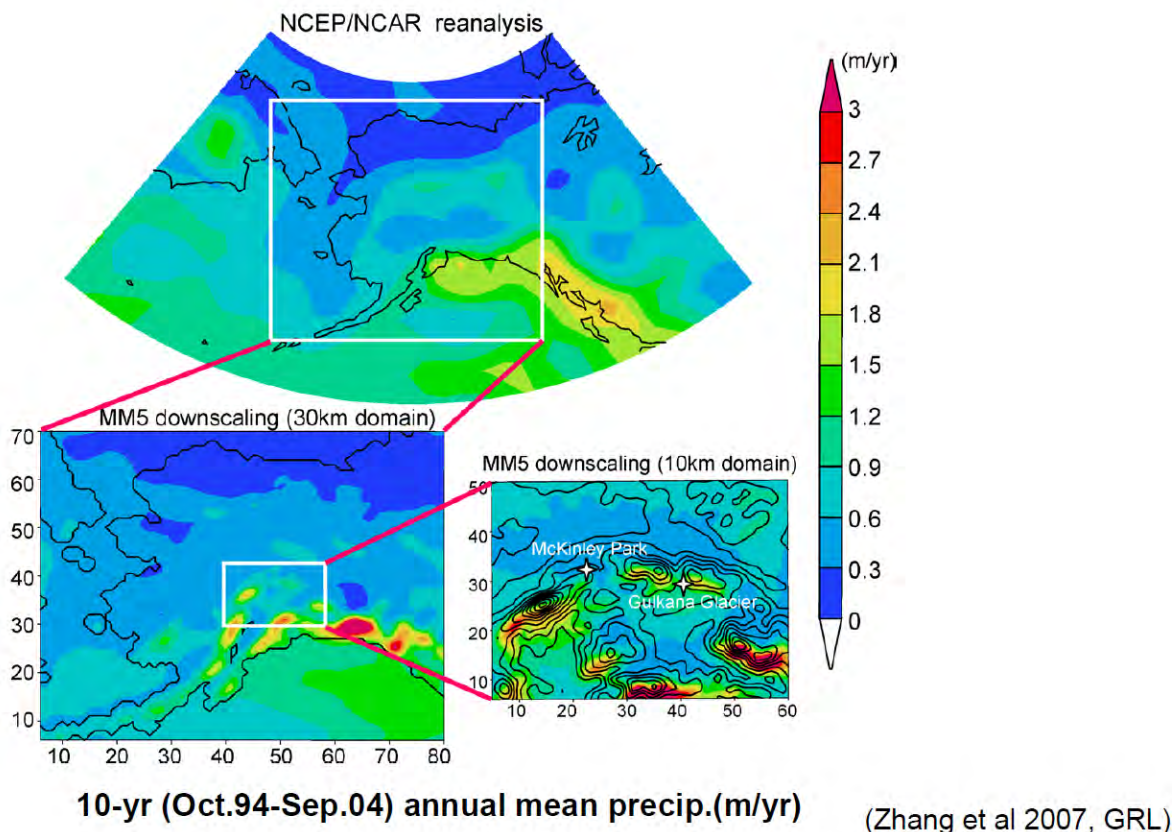 NCEP/NCAR reanalysis
(m/yr)
3
2.7
2.4
2.1
1.8
1.5
1.2
0.9
0.6
0.3
0
MM5 downscaling (30km domain)
70
60
50
40
30
20
10
10 20 30 40 50 60 70 80
MM5 downscaling (10km domain)
50
40
30
20
10
McKinley Park
Gulkana Glacier
10 20 30 40 50 60
10-yr (Oct.94-Sep.04) annual mean precip.(m/yr)
(Zhang et al 2007, GRL)